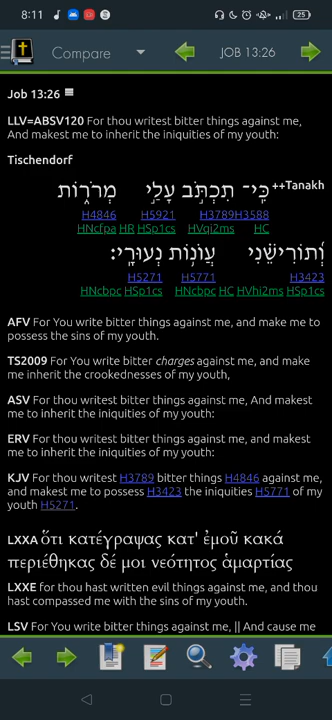 8:11
25
Compare
JOB 13:26
Job 13:26
LLV=ABSV120 For thou writest bitter things against me,
And makest me to inherit the iniquities of my youth:
Tischendorf
++Tanakh כִּֽי־ תִכְתֹּ֣ב עָלַ֣י מְרֹר֑וֹת
H4846 H5921 H3789H3588
HNcfpa HR HSp1cs HVqi2ms HC
וְ֝תוֹרִישֵׁ֗נִי עֲוֺנ֥וֹת נְעוּרָֽי׃
H5271 H5771 H3423
HNcbpc HSp1cs HNcbpc HC HVhi2ms HSp1cs
AFV For You write bitter things against me, and make me to
possess the sins of my youth.
TS2009 For You write bitter charges against me, and make
me inherit the crookednesses of my youth,
ASV For thou writest bitter things against me, And makest
me to inherit the iniquities of my youth:
ERV For thou writest bitter things against me, and makest
me to inherit the iniquities of my youth:
KJV For thou writest H3789 bitter things H4846 against me,
and makest me to possess H3423 the iniquities H5771 of my
youth H5271.
LXXA ὅτι κατέγραψας κατ' ἐμοῦ κακά
περιέθηκας δέ μοι νεότητος ἁμαρτίας
LXXE for thou hast written evil things against me, and thou
hast compassed me with the sins of my youth.
LSV For You write bitter things against me, || And cause me